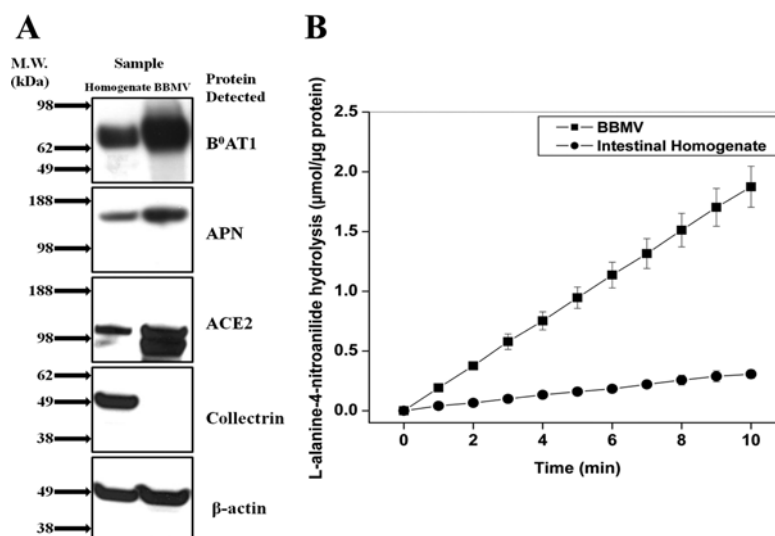 A
M.W.
(kDa)
Sample
Homogenate BBMV
Protein
Detected
98
62
49
B⁰AT1
188
98
APN
188
98
ACE2
62
49
38
Collectrin
49
38
β-actin
B
L-alanine-4-nitroanilide hydrolysis (μmol/μg protein)
2.5
2.0
1.5
1.0
0.5
0.0
BBMV
Intestinal Homogenate
0 2 4 6 8 10
Time (min)